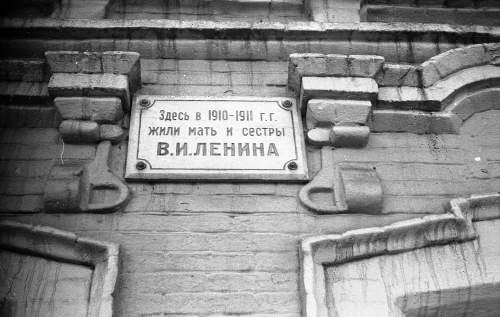 Здесь в 1910-1911 г.г.
жили мать и сестры
В.И.ЛЕНИНА